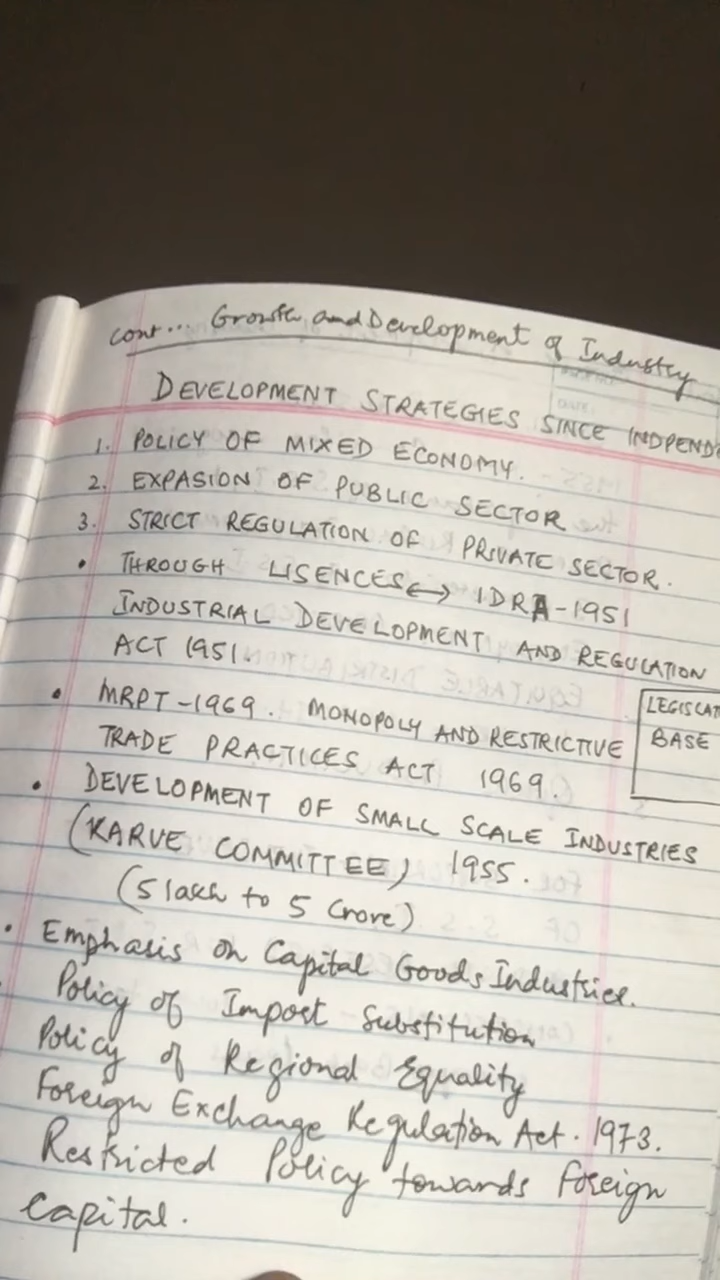 cont... Growth and Development of Industry
DEVELOPMENT STRATEGIES SINCE INDPEND
1. POLICY OF MIXED ECONOMY.
2. EXPASION OF PUBLIC SECTOR
3. STRICT REGULATION OF PRIVATE SECTOR.
• THROUGH LISENCES ↔ IDRA-1951
INDUSTRIAL DEVELOPMENT AND REGULATION
ACT 1951.
• MRPT-1969. MONOPOLY AND RESTRICTIVE
TRADE PRACTICES ACT 1969.
LEGISLAT
BASE
• DEVELOPMENT OF SMALL SCALE INDUSTRIES
(KARVE COMMITTEE) 1955.
(5 lakh to 5 Crore)
• Emphasis on Capital Goods Industries.
Policy of Import Substitution
Policy of Regional Equality
Foreign Exchange Regulation Act. 1973.
Restricted Policy towards foreign
capital.